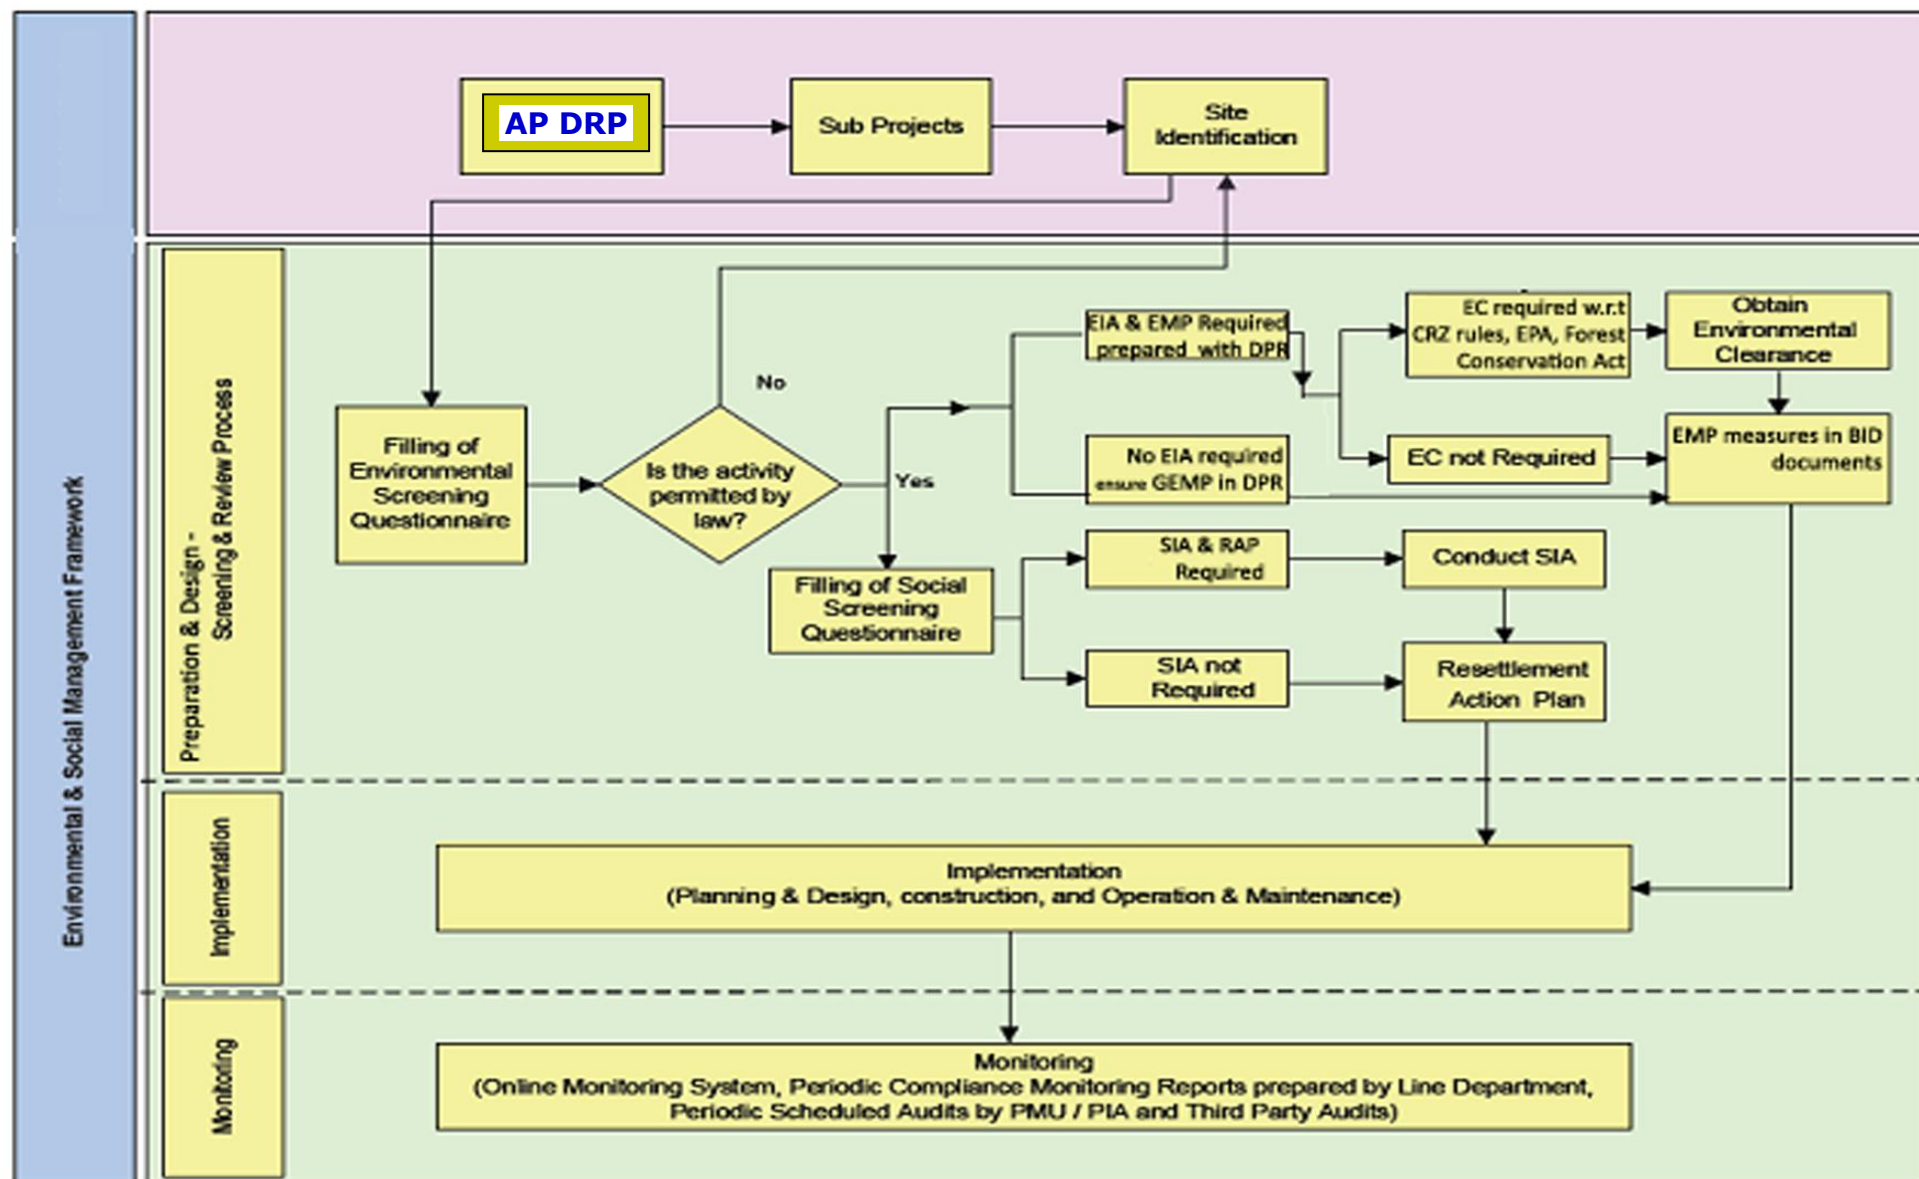 AP DRP
Sub Projects
Site
Identification
Environmental & Social Management Framework
Preparation & Design -
Screening & Review Process
Filling of
Environmental
Screening
Questionnaire
Is the activity
permitted by
law?
No
Yes
EIA & EMP Required
prepared with DPR
No EIA required
ensure GEMP in DPR
EC required w.r.t
CRZ rules, EPA, Forest
Conservation Act
EC not Required
Obtain
Environmental
Clearance
EMP measures in BID
documents
Filling of Social
Screening
Questionnaire
SIA & RAP
Required
SIA not
Required
Conduct SIA
Resettlement
Action Plan
Implementation
Implementation
(Planning & Design, construction, and Operation & Maintenance)
Monitoring
Monitoring
(Online Monitoring System, Periodic Compliance Monitoring Reports prepared by Line Department,
Periodic Scheduled Audits by PMU / PIA and Third Party Audits)